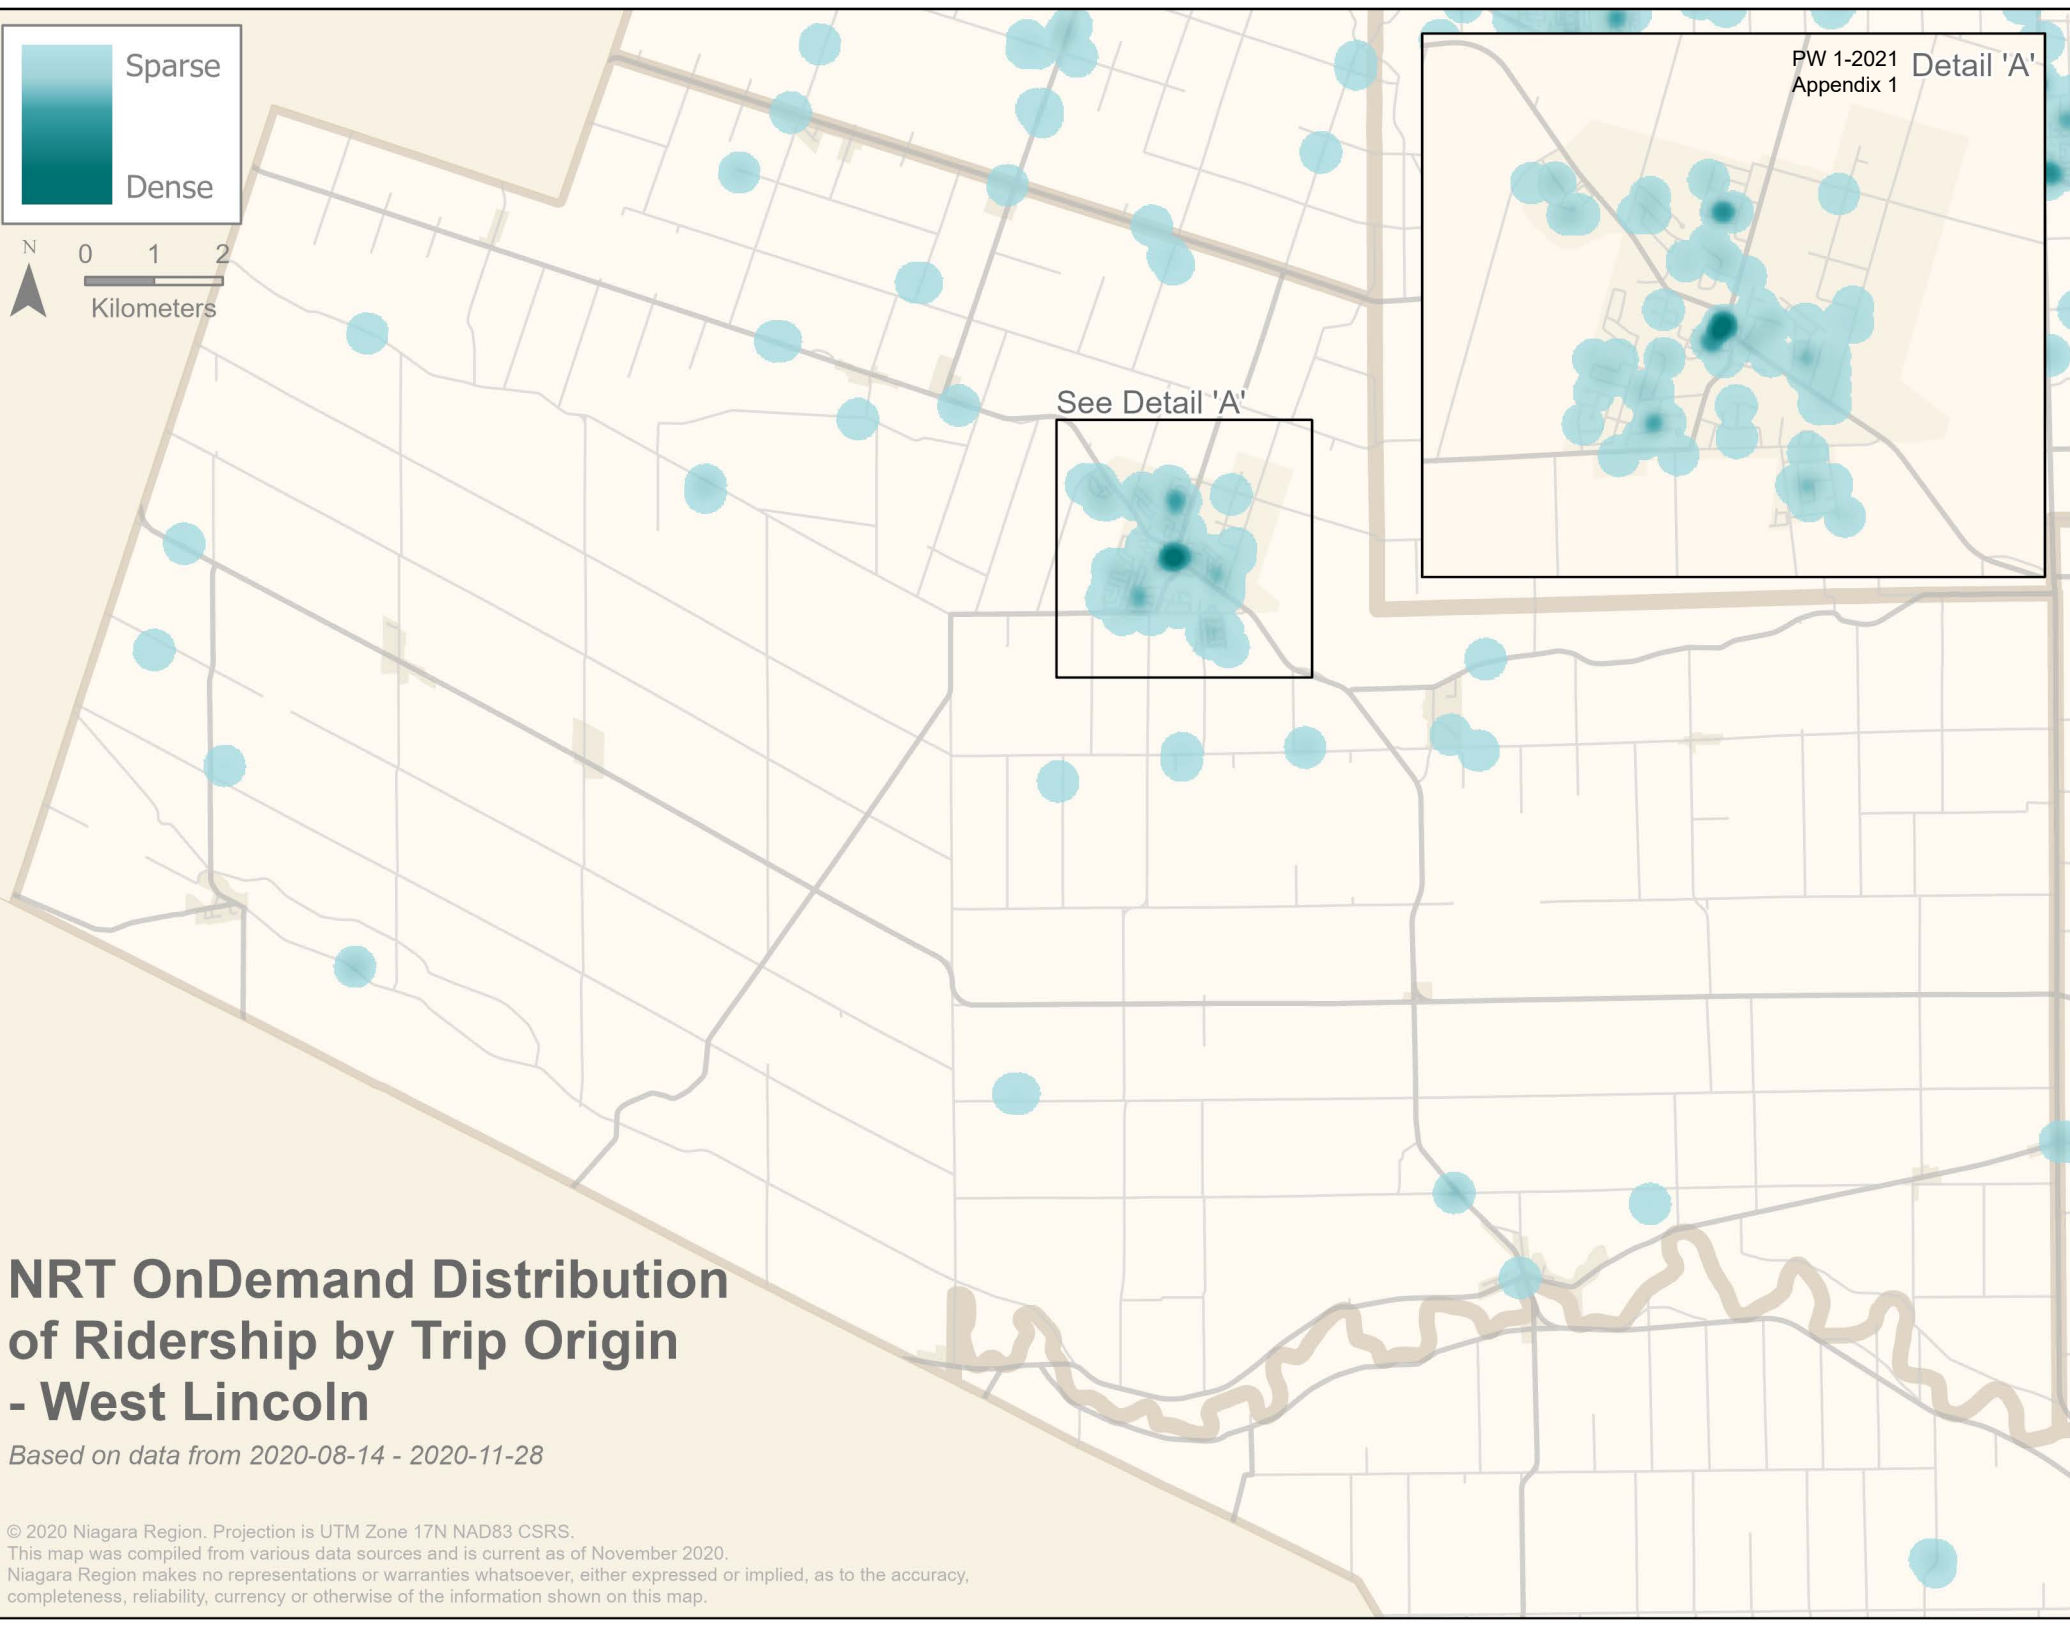 Sparse
Dense
N
0 1 2
Kilometers
PW 1-2021
Appendix 1
Detail 'A'
See Detail 'A'
NRT OnDemand Distribution
of Ridership by Trip Origin
- West Lincoln
Based on data from 2020-08-14 - 2020-11-28
© 2020 Niagara Region. Projection is UTM Zone 17N NAD83 CSRS.
This map was compiled from various data sources and is current as of November 2020.
Niagara Region makes no representations or warranties whatsoever, either expressed or implied, as to the accuracy,
completeness, reliability, currency or otherwise of the information shown on this map.